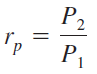 r_p = P_2 / P_1